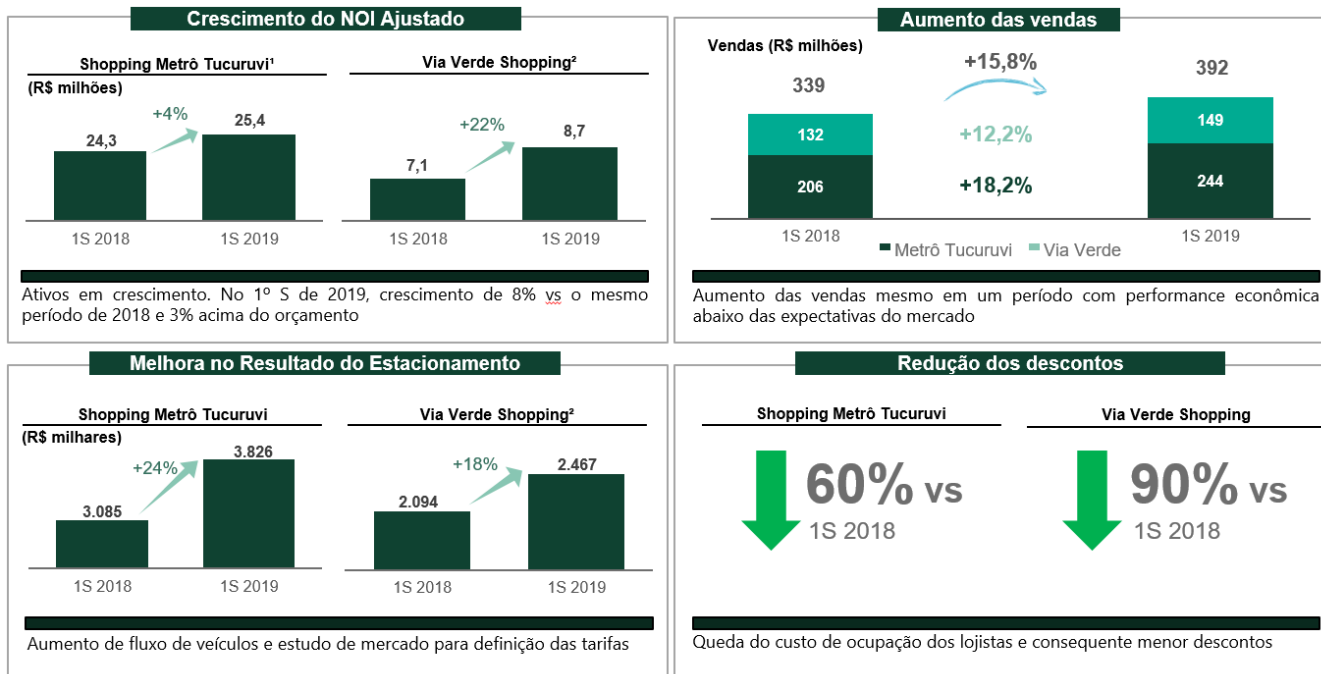 Crescimento do NOI Ajustado
Shopping Metrô Tucuruvi¹
(R$ milhões)
24,3
+4%
25,4
1S 2018
1S 2019
Via Verde Shopping²
7,1
+22%
8,7
1S 2018
1S 2019
Ativos em crescimento. No 1º S de 2019, crescimento de 8% vs o mesmo
período de 2018 e 3% acima do orçamento
Aumento das vendas
Vendas (R$ milhões)
339
+15,8%
392
132
+12,2%
149
206
+18,2%
244
1S 2018
Metrô Tucuruvi
Via Verde
1S 2019
Aumento das vendas mesmo em um período com performance econômica
abaixo das expectativas do mercado
Melhora no Resultado do Estacionamento
Shopping Metrô Tucuruvi
(R$ milhares)
3.085
+24%
3.826
1S 2018
1S 2019
Via Verde Shopping²
2.094
+18%
2.467
1S 2018
1S 2019
Aumento de fluxo de veículos e estudo de mercado para definição das tarifas
Redução dos descontos
Shopping Metrô Tucuruvi
60% vs
1S 2018
Via Verde Shopping
90% vs
1S 2018
Queda do custo de ocupação dos lojistas e consequente menor descontos